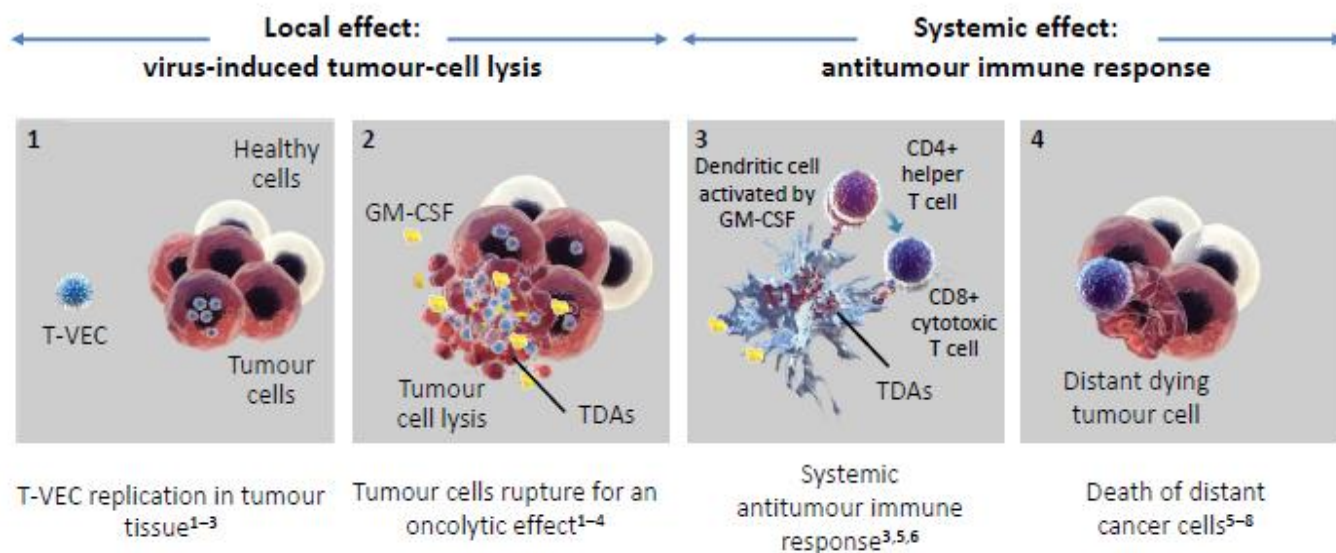 Local effect:
virus-induced tumour-cell lysis
Systemic effect:
antitumour immune response
1
Healthy
cells
T-VEC
Tumour
cells
2
GM-CSF
Tumour
cell lysis
TDAs
3
Dendritic cell
activated by
GM-CSF
CD4+
helper
T cell
CD8+
cytotoxic
T cell
TDAs
4
Distant dying
tumour cell
T-VEC replication in tumour
tissue1–3
Tumour cells rupture for an
oncolytic effect1–4
Systemic
antitumour immune
response3,5,6
Death of distant
cancer cells5–8